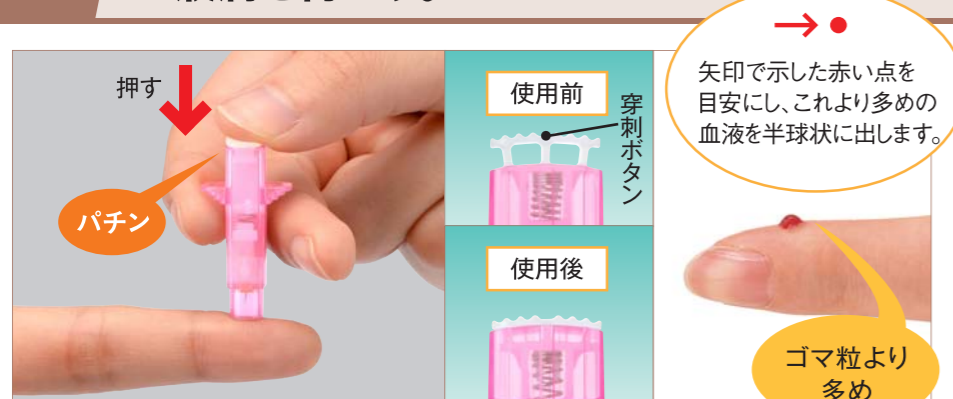 押す
パチン
使用前
穿刺ボタン
使用後
矢印で示した赤い点を
目安にし、これより多めの
血液を半球状に出します。
ゴマ粒より
多め